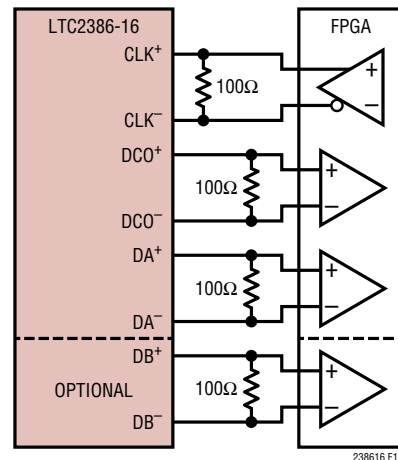 LTC2386-16
FPGA
CLK+
+
100Ω
CLK–
–
DCO+
+
100Ω
DCO–
–
DA+
+
100Ω
DA–
–
DB+
+
OPTIONAL
100Ω
DB–
–
238616 F1